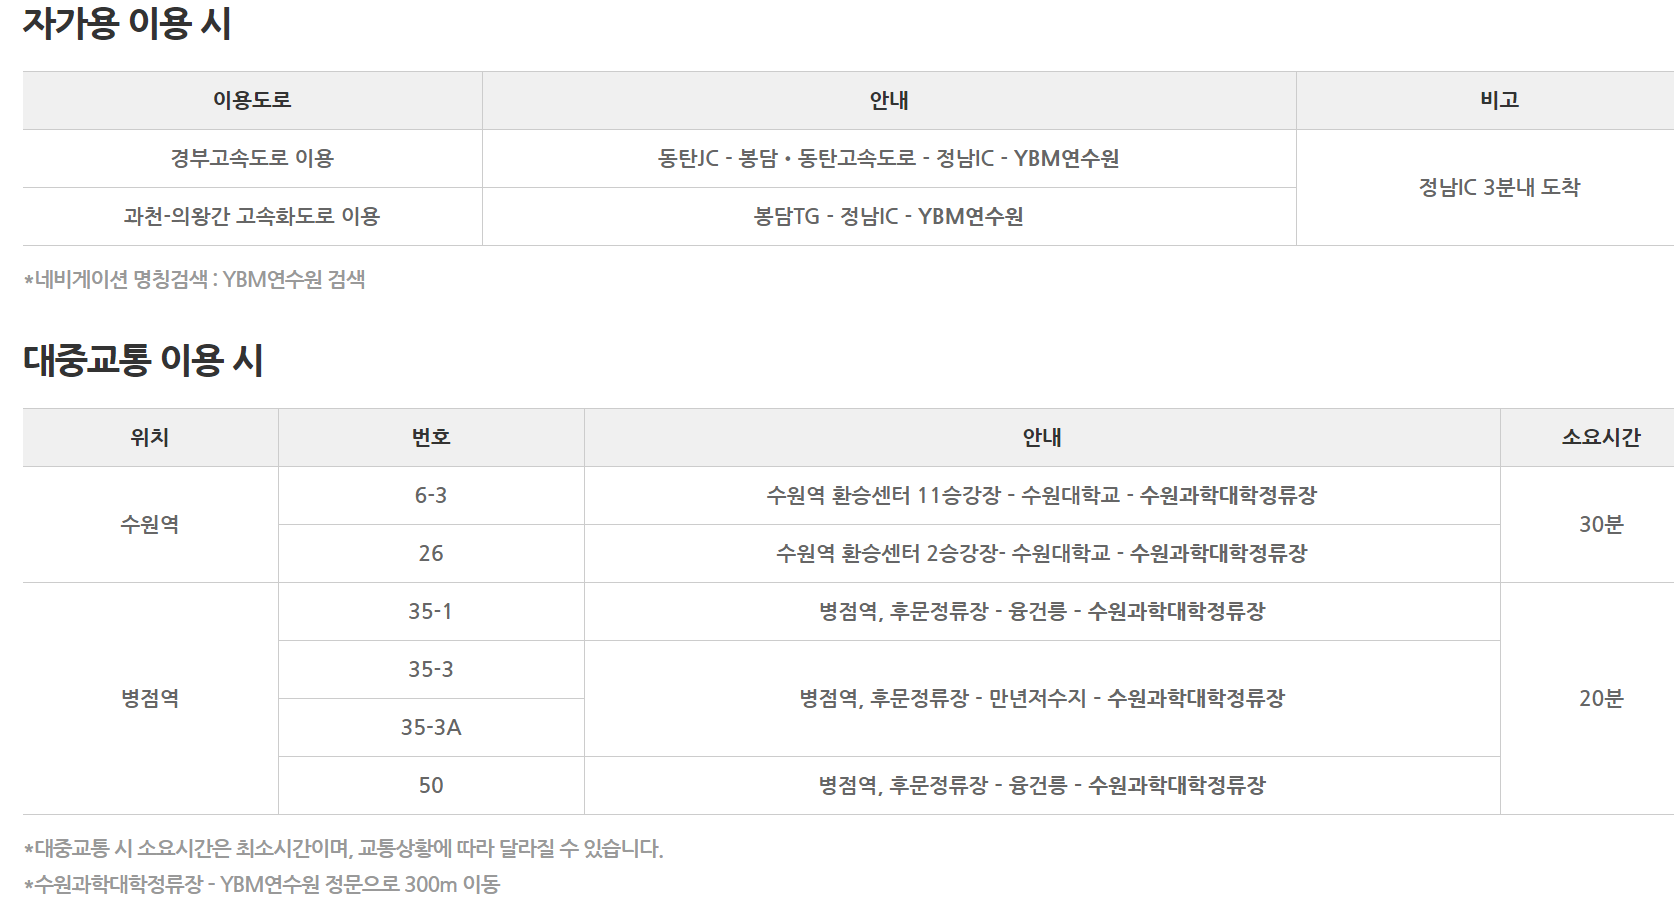 자가용 이용 시
이용도로 안내 비고
경부고속도로 이용 동탄JC - 봉담 • 동탄고속도로 - 정남IC - YBM연수원
정남IC 3분내 도착
과천-의왕간 고속화도로 이용 봉담TG - 정남IC - YBM연수원
*네비게이션 명칭검색 : YBM연수원 검색
대중교통 이용 시
위치 번호 안내 소요시간
6-3 수원역 환승센터 11승강장 - 수원대학교 - 수원과학대학정류장
수원역 30분
26 수원역 환승센터 2승강장- 수원대학교 - 수원과학대학정류장
35-1 병점역, 후문정류장 - 융건릉 - 수원과학대학정류장
35-3
병점역 병점역, 후문정류장 - 만년저수지 - 수원과학대학정류장 20분
35-3A
50 병점역, 후문정류장 - 융건릉 - 수원과학대학정류장
*대중교통 시 소요시간은 최소시간이며, 교통상황에 따라 달라질 수 있습니다.
*수원과학대학정류장 - YBM연수원 정문으로 300m 이동